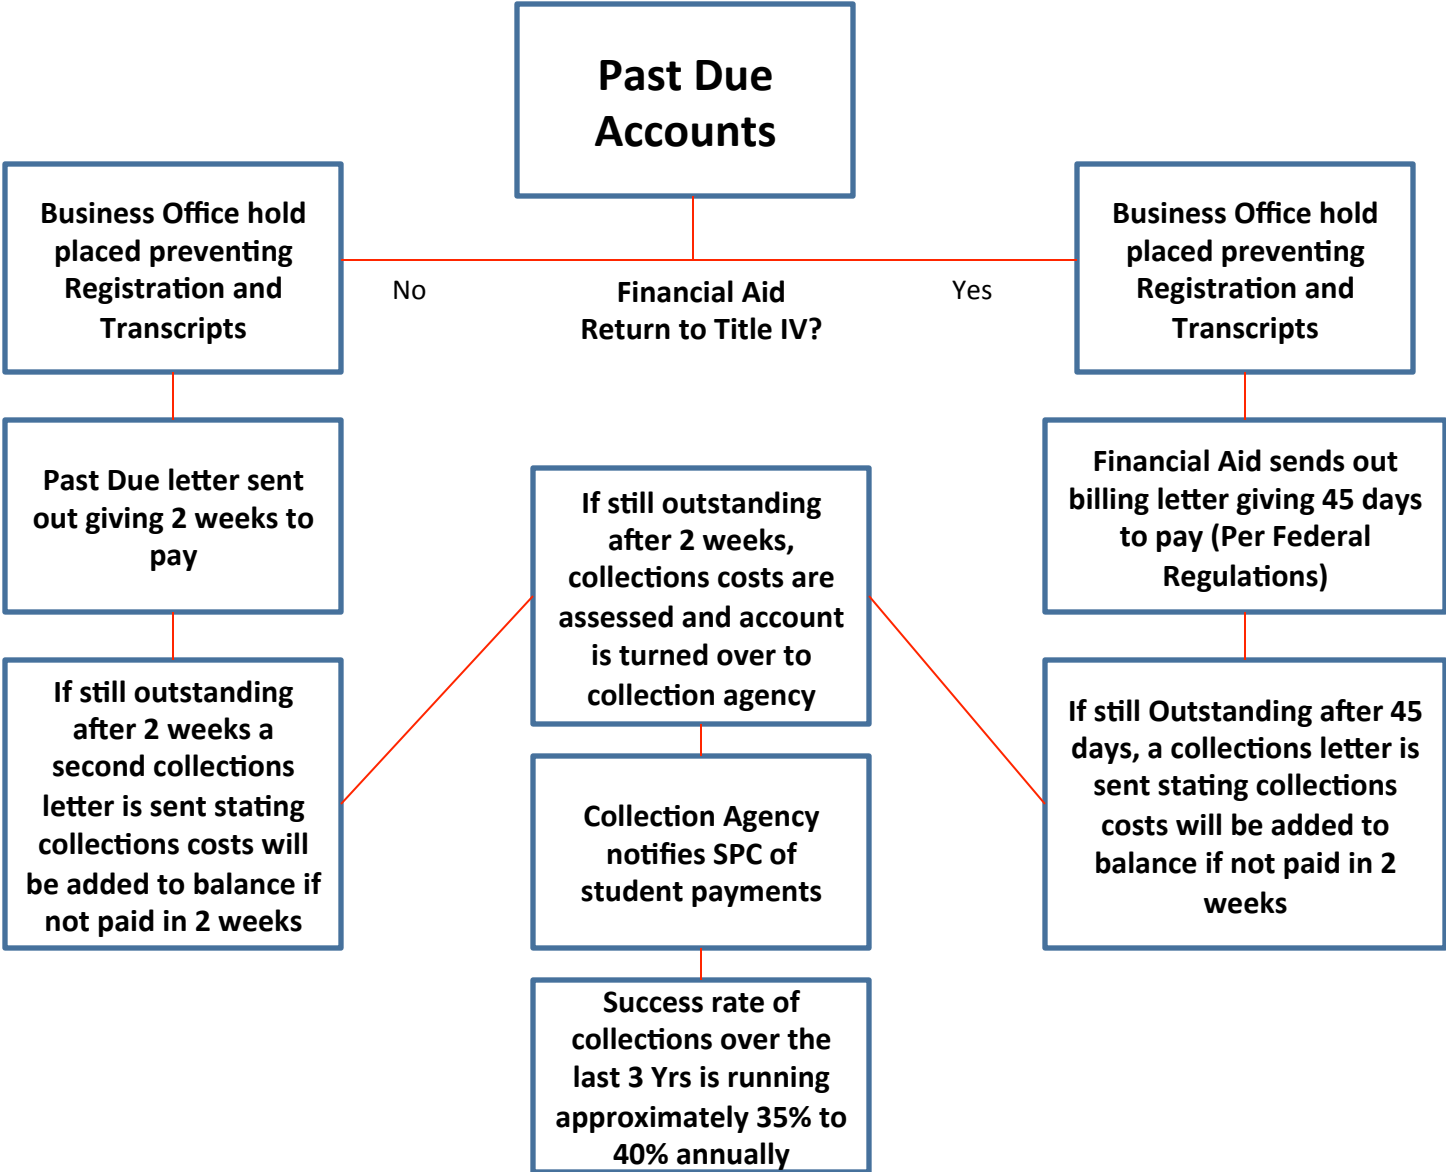 Past Due
Accounts
Business Office hold
placed preventing
Registration and
Transcripts
No
Financial Aid
Return to Title IV?
Yes
Business Office hold
placed preventing
Registration and
Transcripts
Past Due letter sent
out giving 2 weeks to
pay
If still outstanding
after 2 weeks a
second collections
letter is sent stating
collections costs will
be added to balance if
not paid in 2 weeks
If still outstanding
after 2 weeks,
collections costs are
assessed and account
is turned over to
collection agency
Collection Agency
notifies SPC of
student payments
Success rate of
collections over the
last 3 Yrs is running
approximately 35% to
40% annually
Financial Aid sends out
billing letter giving 45 days
to pay (Per Federal
Regulations)
If still Outstanding after 45
days, a collections letter is
sent stating collections
costs will be added to
balance if not paid in 2
weeks